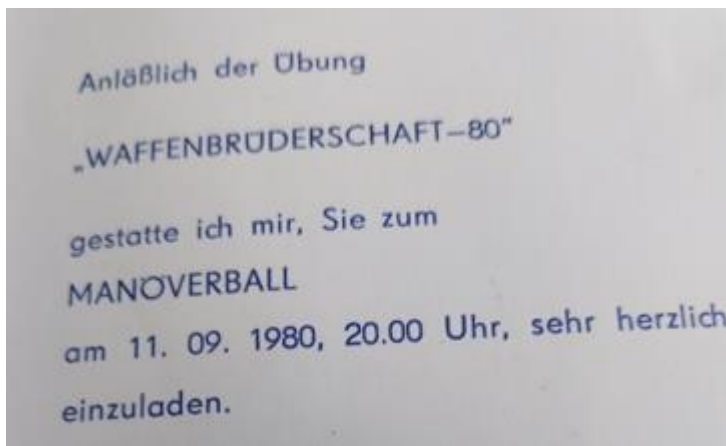 Anläßlich der Übung
„WAFFENBRÜDERSCHAFT—80"
gestatte ich mir, Sie zum
MANÖVERBALL
am 11. 09. 1980, 20.00 Uhr, sehr herzlich
einzuladen.